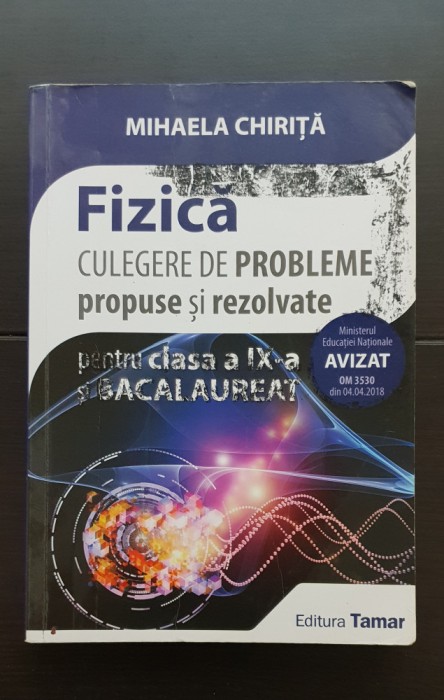 MIHAELA CHIRIȚĂ
Fizică
CULEGERE DE PROBLEME
propuse și rezolvate
pentru clasa a IX-a
și BACALAUREAT
Ministerul
Educației Naționale
AVIZAT
OM 3530
din 04.04.2018
Editura Tamar